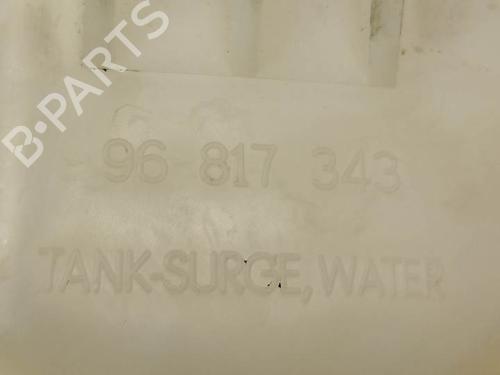 B-PARTS
96 817 343
TANK-SURGE, WATER